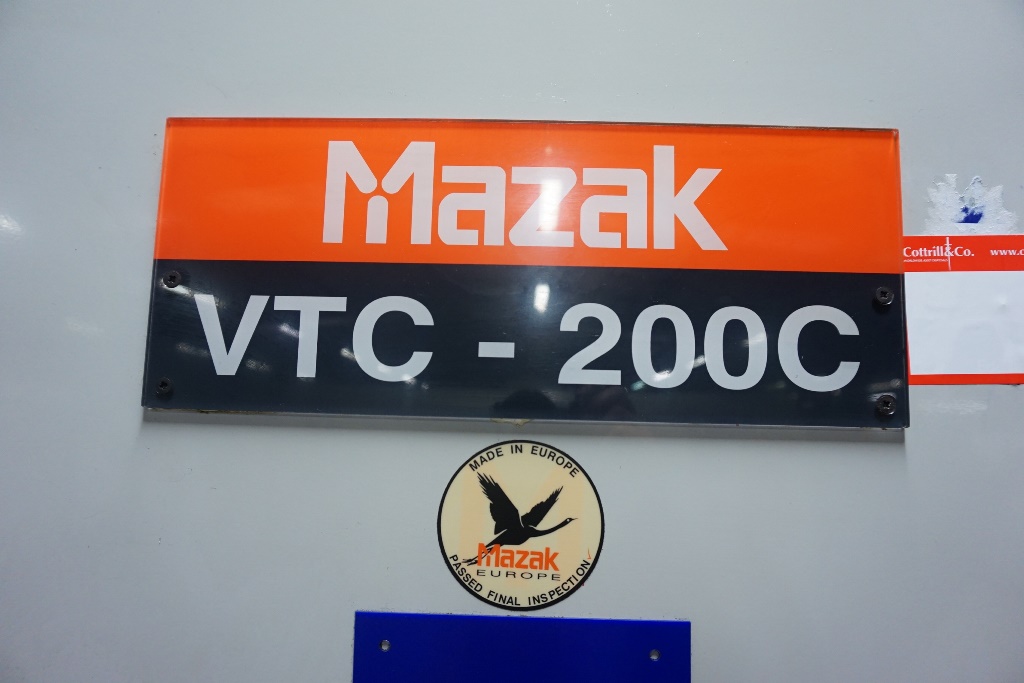 Mazak
VTC - 200C
Cottrill&Co. www.c
MADE IN EUROPE
Mazak
EUROPE
PASSED FINAL INSPECTION